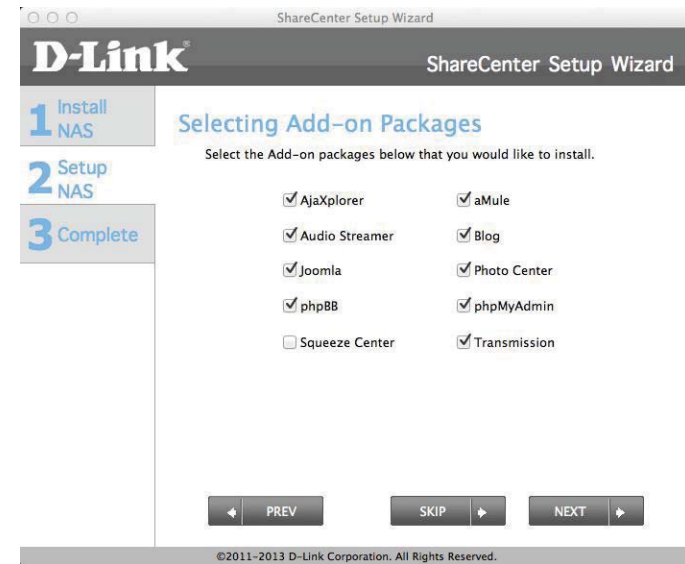 ShareCenter Setup Wizard
D-Link®
ShareCenter Setup Wizard
1 Install NAS
2 Setup NAS
3 Complete
Selecting Add-on Packages
Select the Add-on packages below that you would like to install.
AjaXplorer
aMule
Audio Streamer
Blog
Joomla
Photo Center
phpBB
phpMyAdmin
Squeeze Center
Transmission
PREV
SKIP
NEXT
©2011-2013 D-Link Corporation. All Rights Reserved.